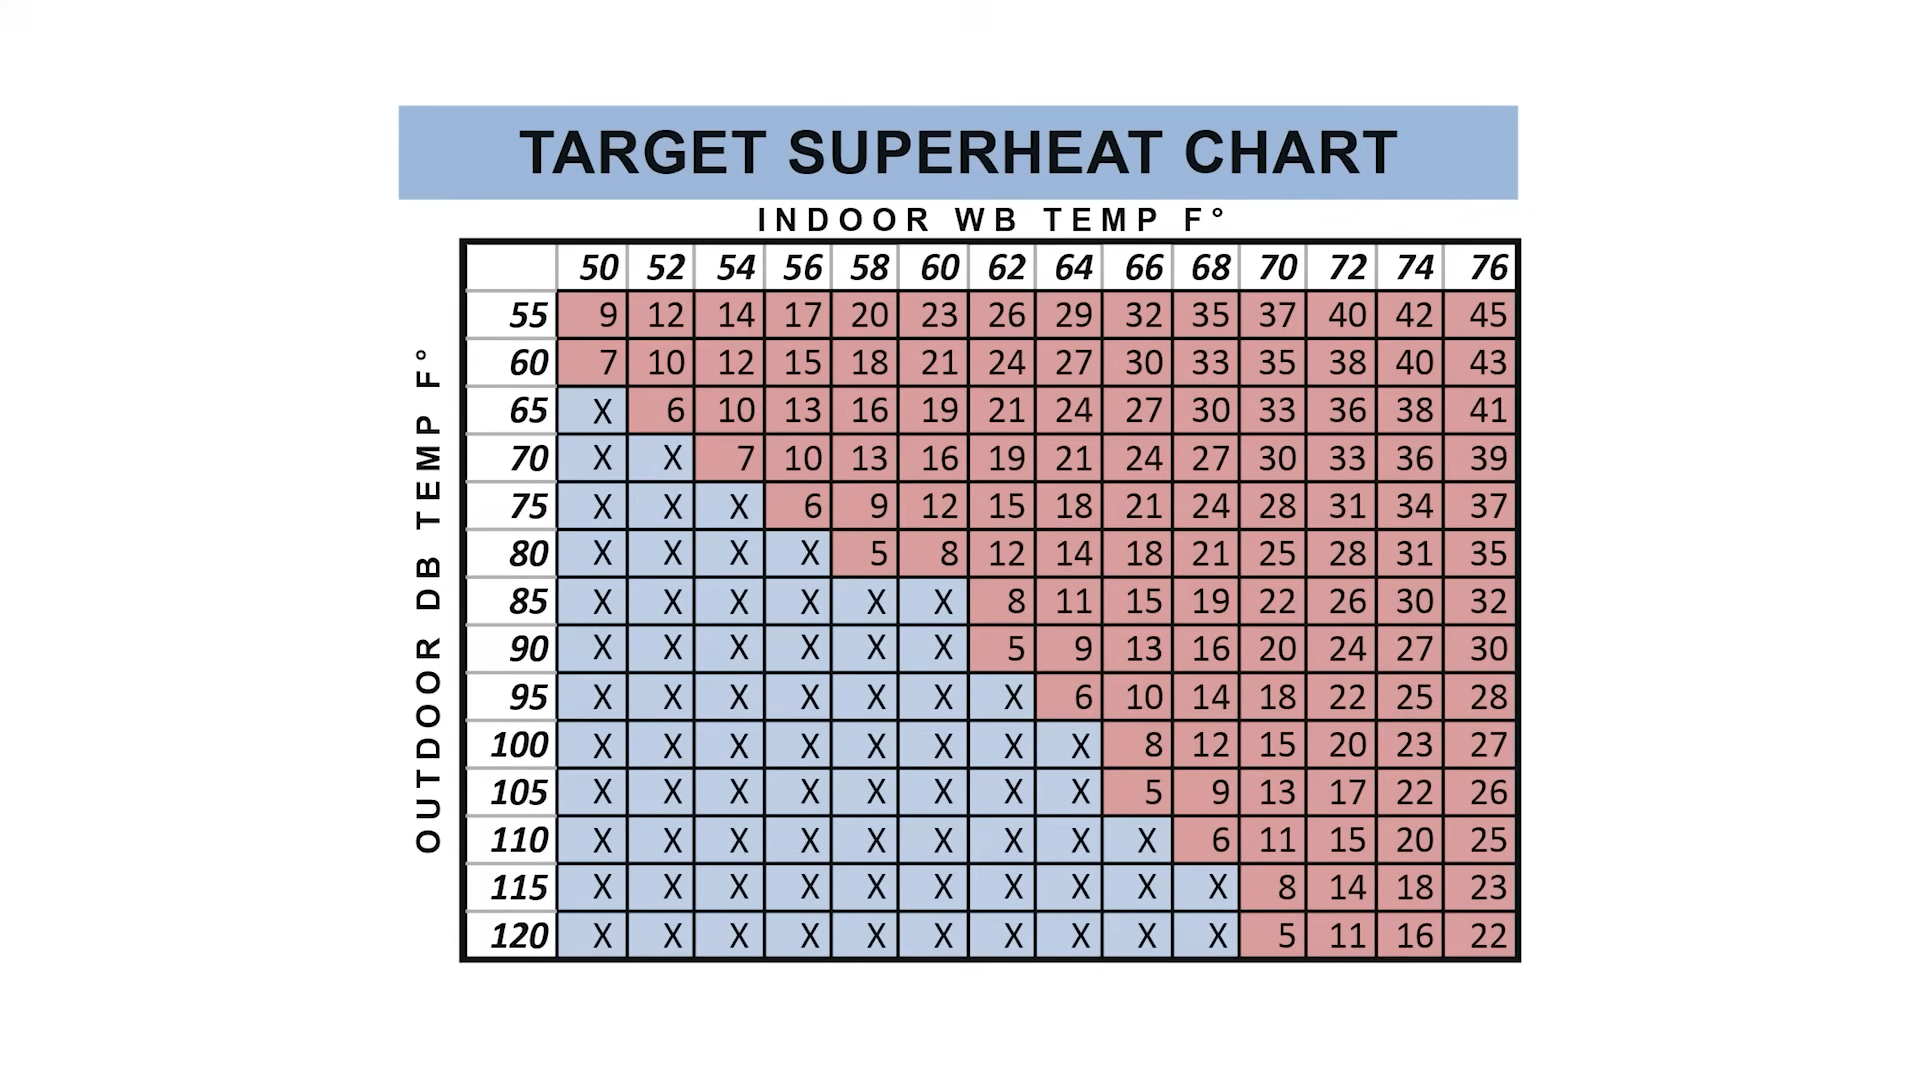 TARGET SUPERHEAT CHART
INDOOR WB TEMP F°
OUTDOOR DB TEMP F°
50 52 54 56 58 60 62 64 66 68 70 72 74 76
55 9 12 14 17 20 23 26 29 32 35 37 40 42 45
60 7 10 12 15 18 21 24 27 30 33 35 38 40 43
65 X 6 10 13 16 19 21 24 27 30 33 36 38 41
70 X X 7 10 13 16 19 21 24 27 30 33 36 39
75 X X X 6 9 12 15 18 21 24 28 31 34 37
80 X X X X 5 8 12 14 18 21 25 28 31 35
85 X X X X X X 8 11 15 19 22 26 30 32
90 X X X X X X 5 9 13 16 20 24 27 30
95 X X X X X X X 6 10 14 18 22 25 28
100 X X X X X X X X 8 12 15 20 23 27
105 X X X X X X X X 5 9 13 17 22 26
110 X X X X X X X X X 6 11 15 20 25
115 X X X X X X X X X X 8 14 18 23
120 X X X X X X X X X X 5 11 16 22